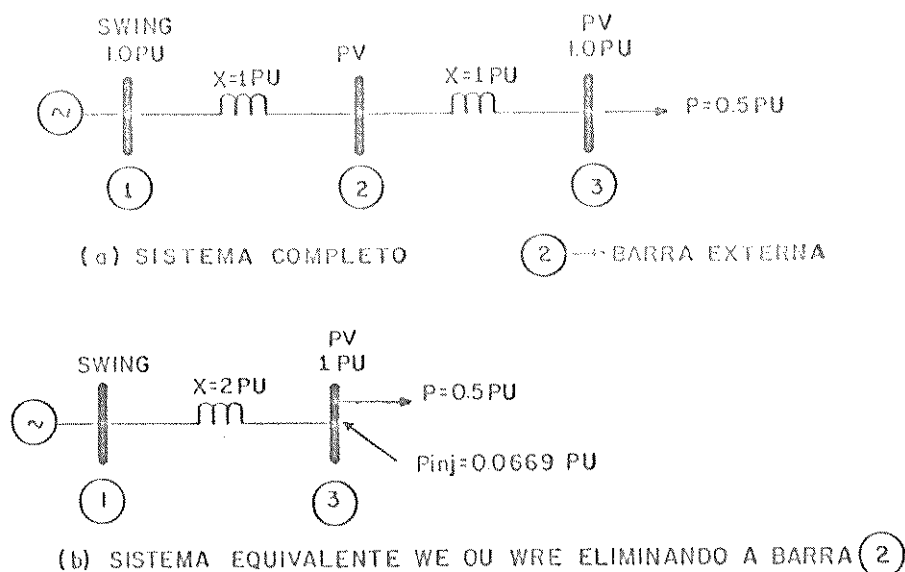 SWING
1.0PU
PV
PV
1.0PU
X=1PU
X=1PU
P=0.5PU
1
2
3
(a) SISTEMA COMPLETO
2 → BARRA EXTERNA
SWING
PV
1PU
X=2PU
P=0.5PU
Pinj=0.0669 PU
1
3
(b) SISTEMA EQUIVALENTE WE OU WRE ELIMINANDO A BARRA 2